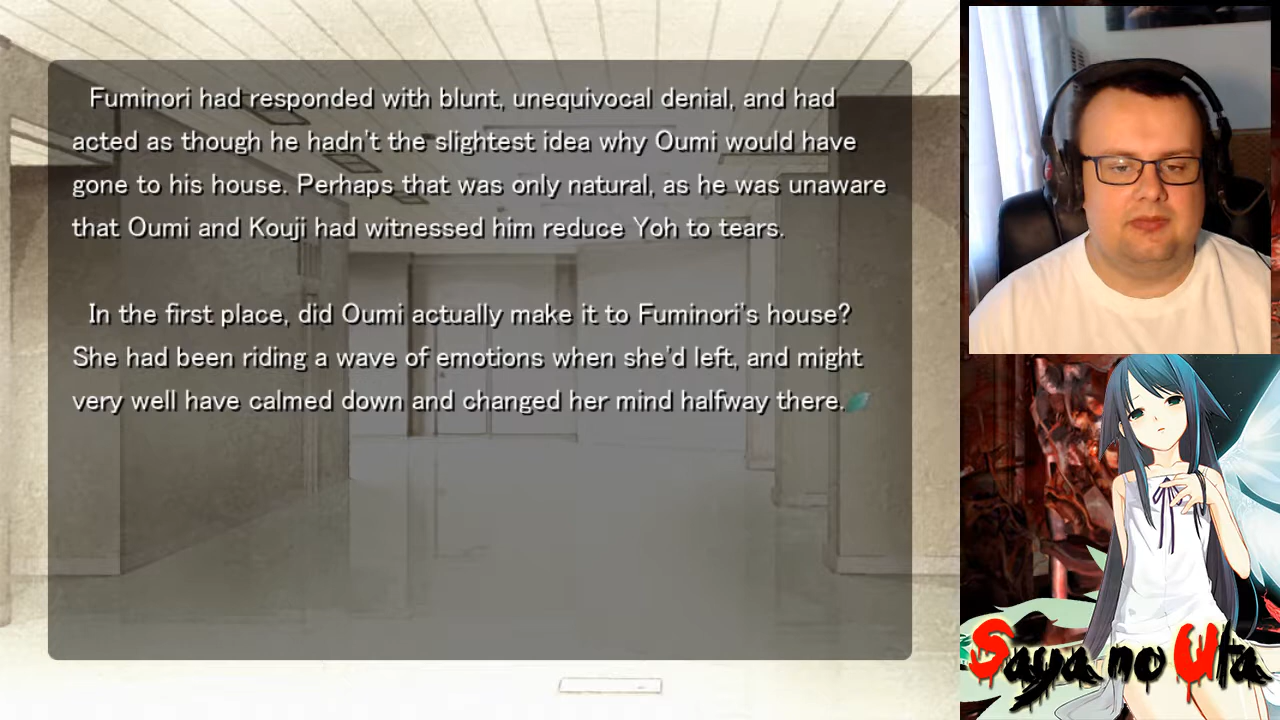 Fuminori had responded with blunt, unequivocal denial, and had
acted as though he hadn't the slightest idea why Oumi would have
gone to his house. Perhaps that was only natural, as he was unaware
that Oumi and Kouji had witnessed him reduce Yoh to tears.
In the first place, did Oumi actually make it to Fuminori's house?
She had been riding a wave of emotions when she'd left, and might
very well have calmed down and changed her mind halfway there.
Saya no Uta